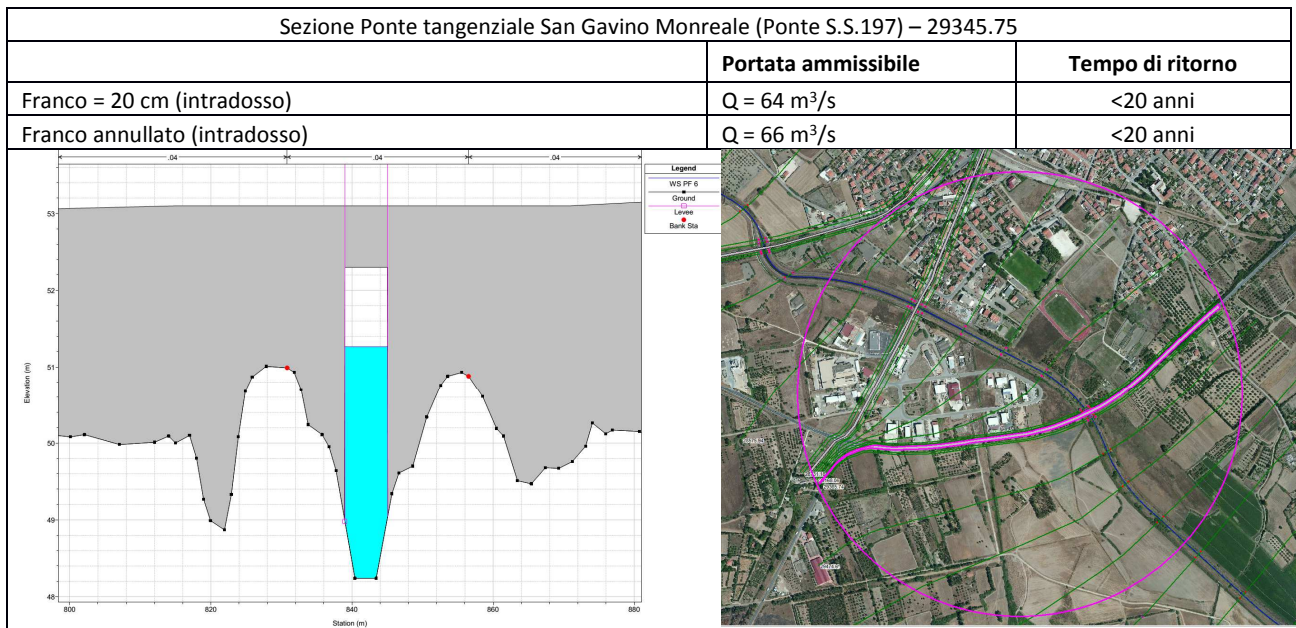 Sezione Ponte tangenziale San Gavino Monreale (Ponte S.S.197) – 29345.75
Portata ammissibile Tempo di ritorno
Franco = 20 cm (intradosso) Q = 64 m³/s <20 anni
Franco annullato (intradosso) Q = 66 m³/s <20 anni
.04 .04 .04
Legend
WS PF 6
Ground
Levee
Bank Sta
53
52
51
50
49
48
Elevation (m)
800 820 840 860 880
Station (m)